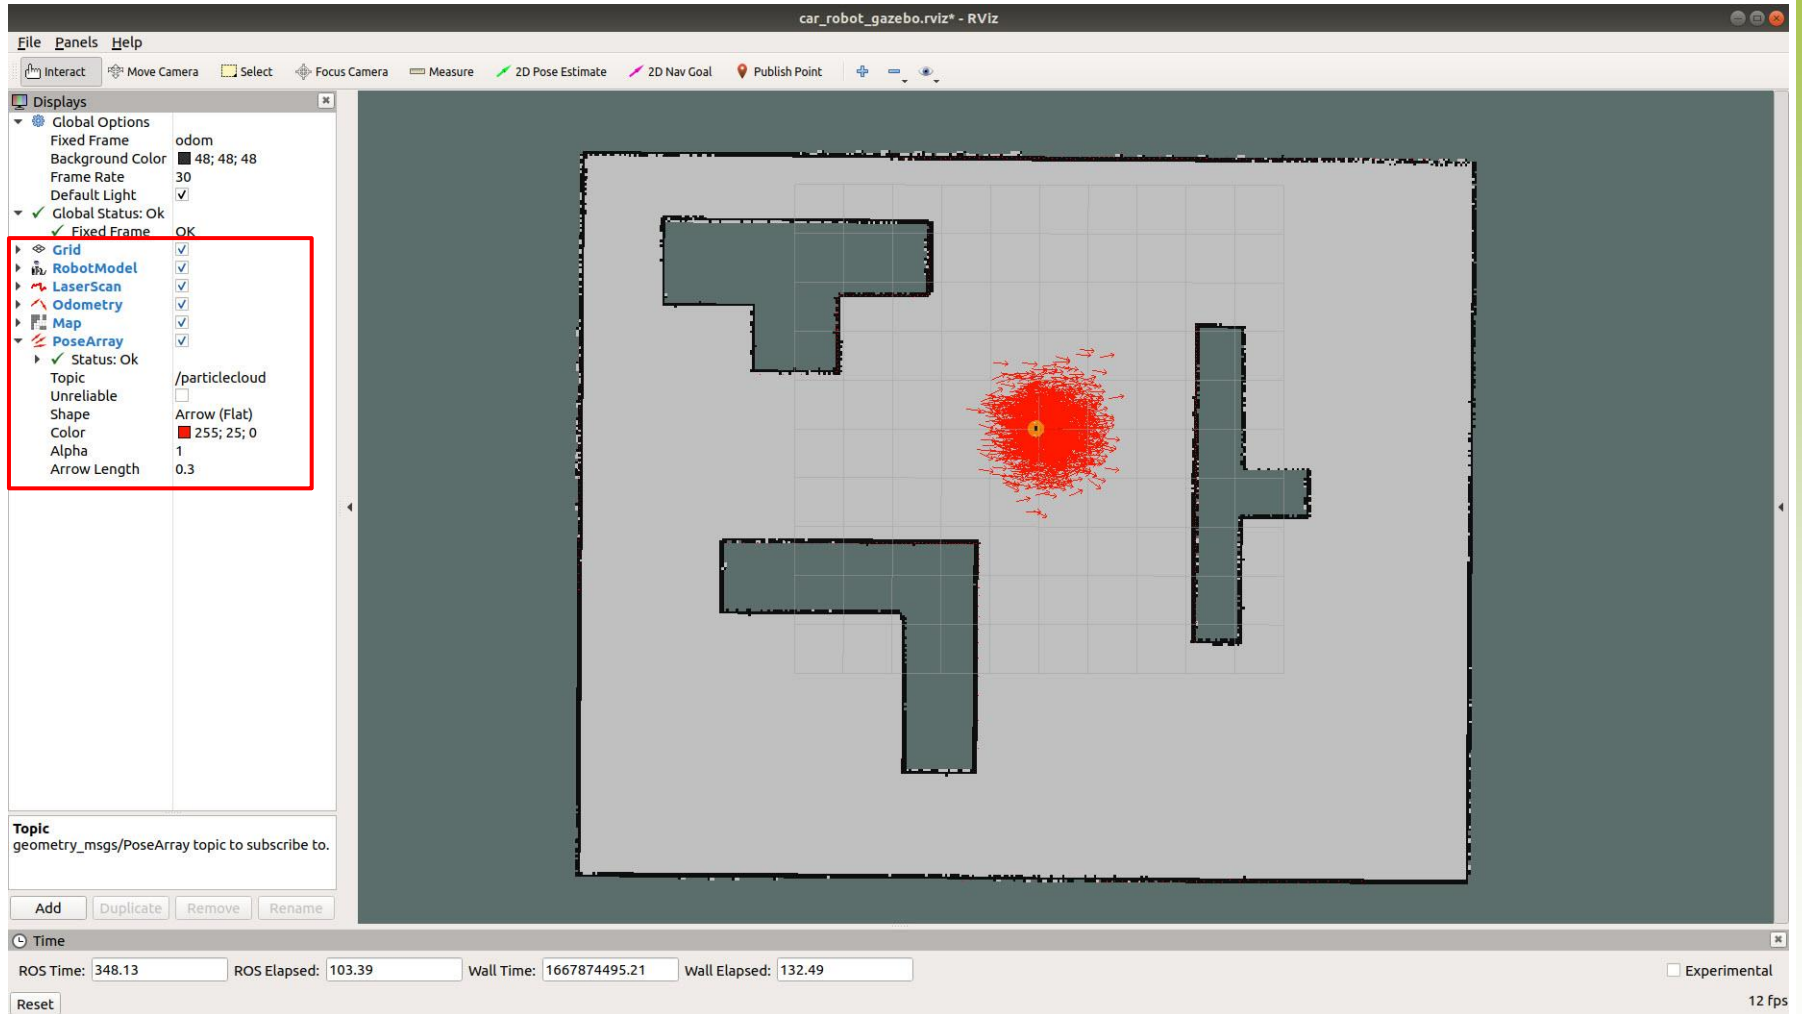 car_robot_gazebo.rviz* - RViz
File Panels Help
Interact Move Camera Select Focus Camera Measure 2D Pose Estimate 2D Nav Goal Publish Point
Displays
Global Options
Fixed Frame odom
Background Color 48; 48; 48
Frame Rate 30
Default Light
Global Status: Ok
Fixed Frame OK
Grid
RobotModel
LaserScan
Odometry
Map
PoseArray
Status: Ok
Topic /particlecloud
Unreliable
Shape Arrow (Flat)
Color 255; 25; 0
Alpha 1
Arrow Length 0.3
Topic
geometry_msgs/PoseArray topic to subscribe to.
Add Duplicate Remove Rename
Time
ROS Time: 348.13 ROS Elapsed: 103.39 Wall Time: 1667874495.21 Wall Elapsed: 132.49 Experimental
Reset 12 fps